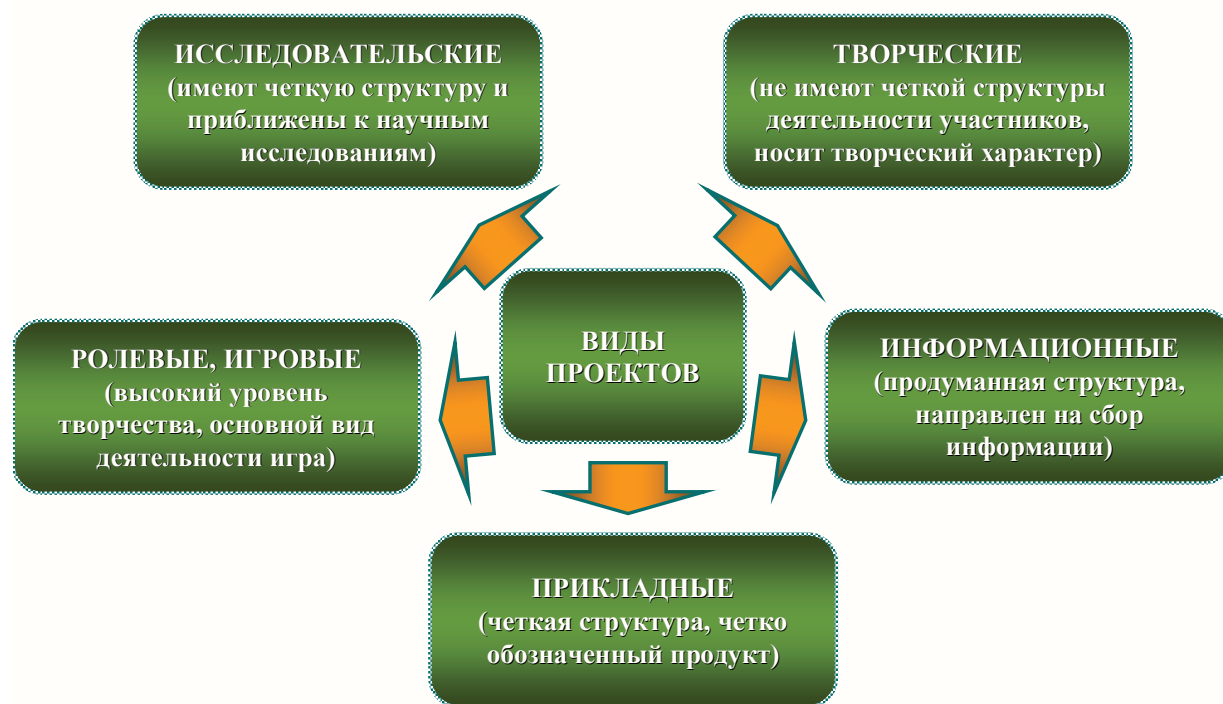 ИССЛЕДОВАТЕЛЬСКИЕ
(имеют четкую структуру и
приближены к научным
исследованиям)
ТВОРЧЕСКИЕ
(не имеют четкой структуры
деятельности участников,
носит творческий характер)
РОЛЕВЫЕ, ИГРОВЫЕ
(высокий уровень
творчества, основной вид
деятельности игра)
ВИДЫ
ПРОЕКТОВ
ИНФОРМАЦИОННЫЕ
(продуманная структура,
направлен на сбор
информации)
ПРИКЛАДНЫЕ
(четкая структура, четко
обозначенный продукт)